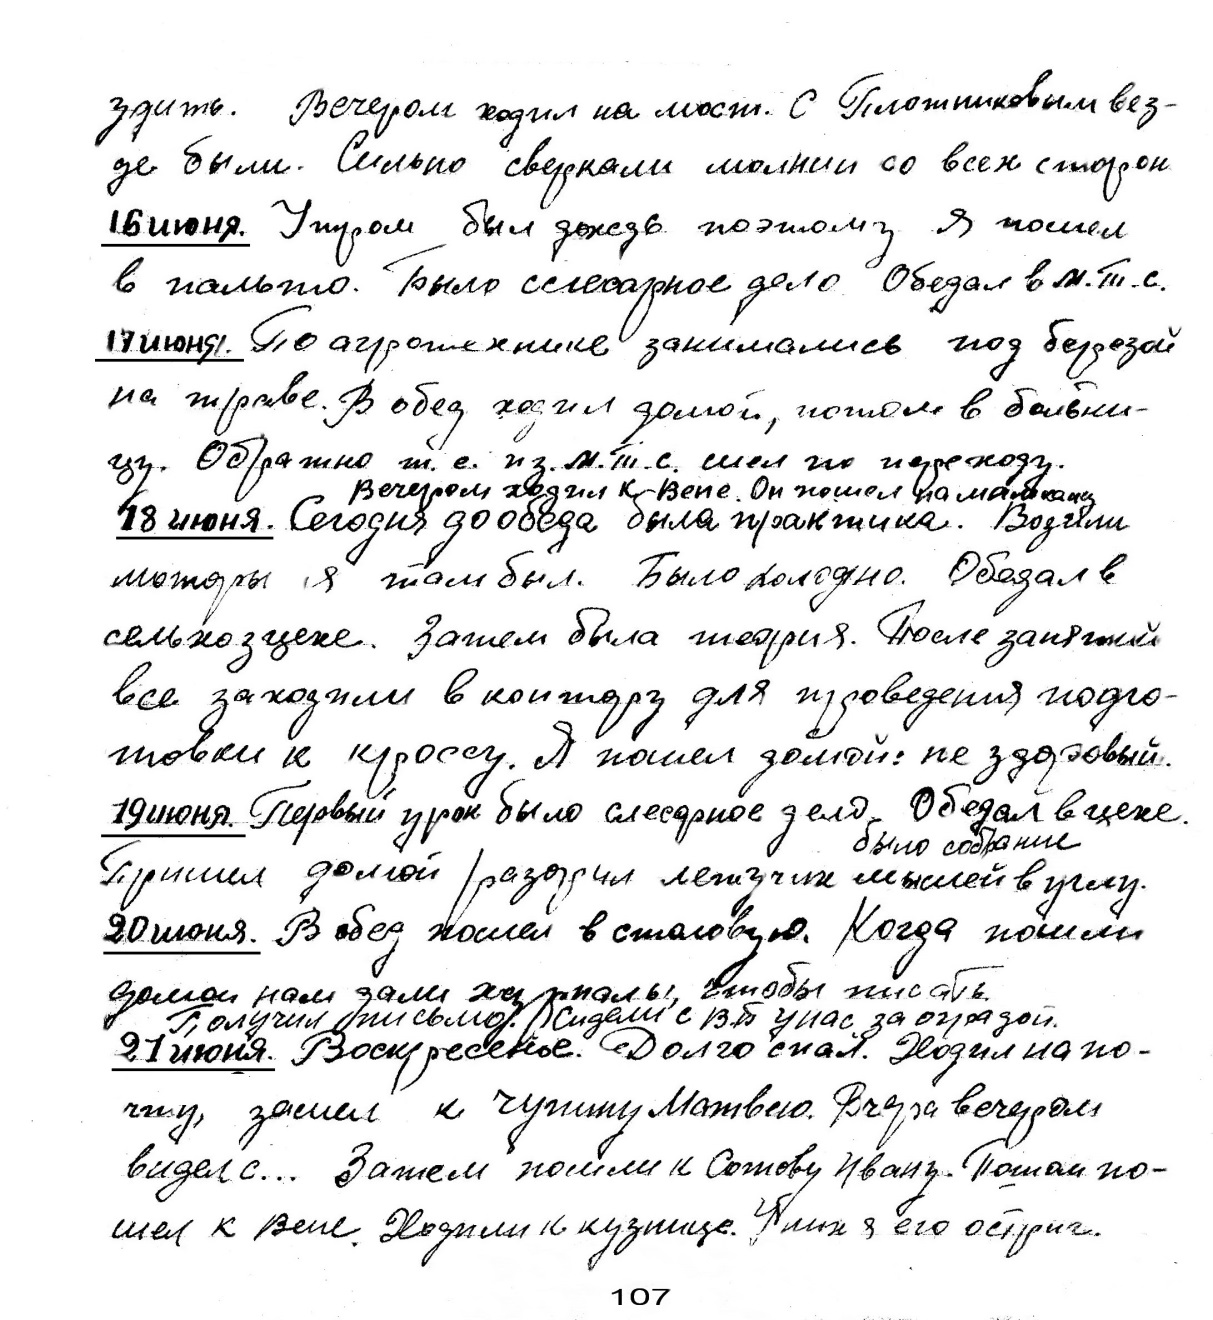 здить. Вечером ходил на мост. С Плотниковым вез-
де были. Сильно сверкали молнии со всех сторон
16 июня. Утром был дождь поэтому я пошел
в пальто. Было слесарное дело Обедал в М.т.с.
17 июня. По агротехнике занимались под березой
на траве. В обед ходил домой, потом в больни-
цу. Обратно т. е. из М.т.с. шел по переходу.
Вечером ходил к Вене. Он пошел на
18 июня. Сегодня до обеда была практика. Возили
моторы я там был. Было холодно. Обедал в
сельхозцехе. Затем была теория. После занятий
все заходили в контору для проведения подго-
товки к кроссу. Я пошел домой: не здоровый.
19 июня. Первый урок было слесарное дело. Обедал в цехе.
было собрание
Пришел домой разорил летучих мышей в углу.
20 июня. В обед пошел в столовую. Когда пошли
домой нам дали журналы, чтобы писать
Получил письмо. Сидели с В.П у нас за оградой.
21 июня. Воскресенье. Долго спал. Ходил на по-
чту, зашел к Чупину Матвею. Вчера вечером
видел с... Затем пошли к Сотову Ивану. Потом по-
шел к Вене. Ходили к кузнице. я его остриг.
107